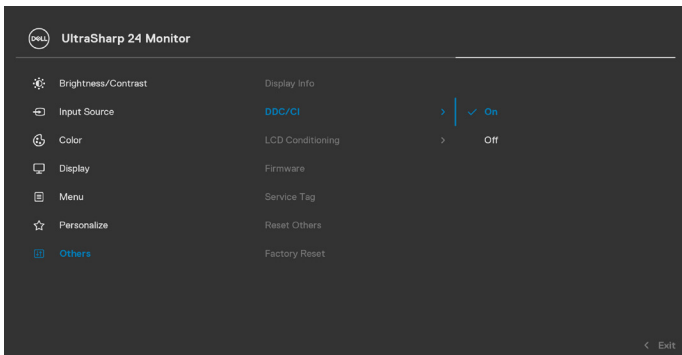 DELL UltraSharp 24 Monitor
Brightness/Contrast Display Info
Input Source DDC/CI > ✓ On
Color LCD Conditioning > Off
Display Firmware
Menu Service Tag
Personalize Reset Others
Others Factory Reset
< Exit